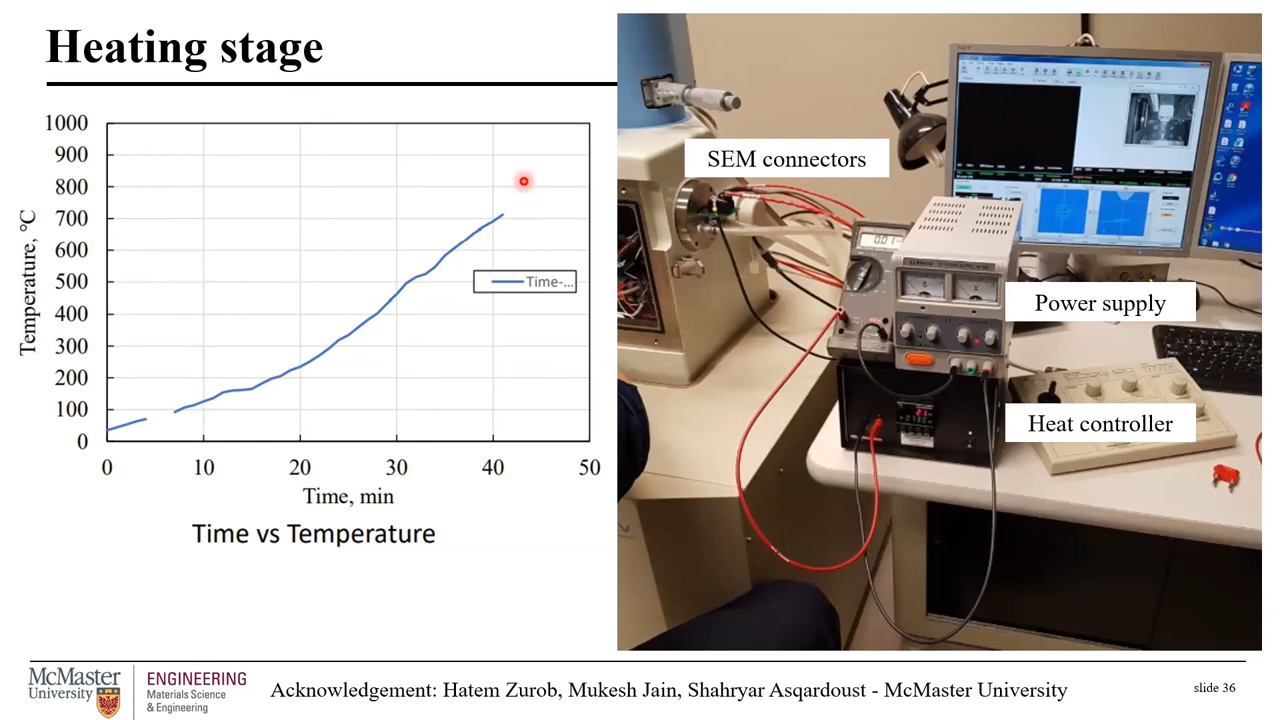 Heating stage
1000
900
800
700
600
500
400
300
200
100
0
Temperature, °C
0 10 20 30 40 50
Time, min
Time-...
Time vs Temperature
SEM connectors
Power supply
Heat controller
McMaster
University
ENGINEERING
Materials Science
& Engineering
Acknowledgement: Hatem Zurob, Mukesh Jain, Shahryar Asqardoust - McMaster University
slide 36